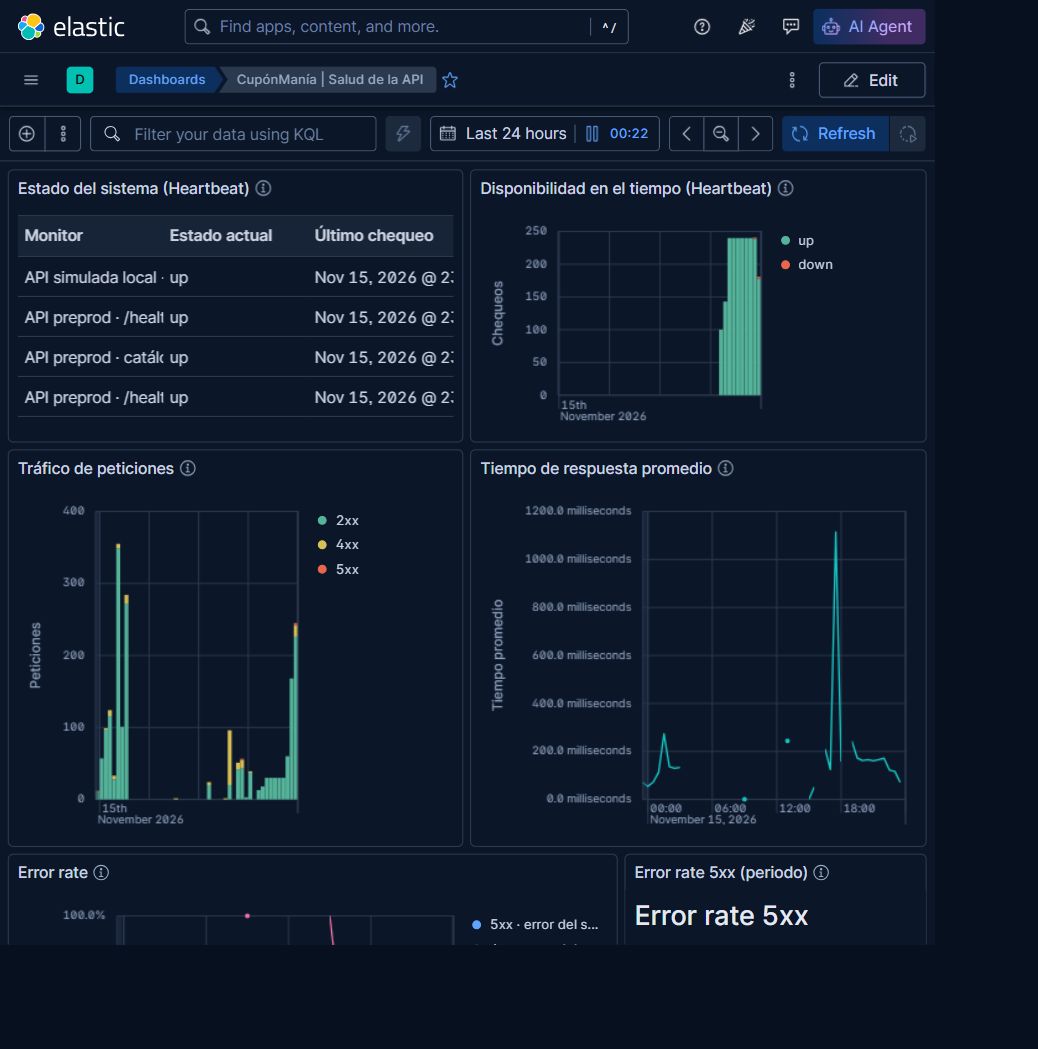 elastic
Find apps, content, and more.
^ /
AI Agent
D
Dashboards
CupónManía | Salud de la API
Edit
Filter your data using KQL
Last 24 hours
00:22
Refresh
Estado del sistema (Heartbeat)
Monitor Estado actual Último chequeo
API simulada local · up Nov 15, 2026 @
API preprod · /healt up Nov 15, 2026 @
API preprod · catálo up Nov 15, 2026 @
API preprod · /healt up Nov 15, 2026 @
Disponibilidad en el tiempo (Heartbeat)
Chequeos
250
200
150
100
50
0
15th
November 2026
up
down
Tráfico de peticiones
Peticiones
400
300
200
100
0
15th
November 2026
2xx
4xx
5xx
Tiempo de respuesta promedio
Tiempo promedio
1200.0 milliseconds
1000.0 milliseconds
800.0 milliseconds
600.0 milliseconds
400.0 milliseconds
200.0 milliseconds
0.0 milliseconds
00:00 06:00 12:00 18:00
November 15, 2026
Error rate
100.0%
5xx · error del s...
Error rate 5xx (periodo)
Error rate 5xx